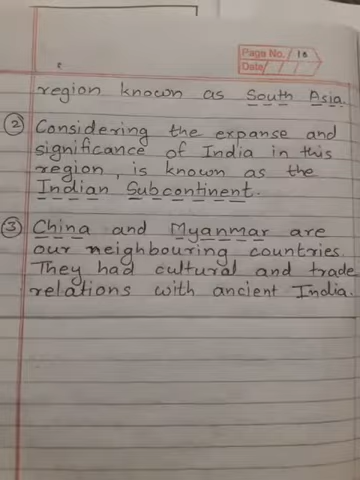 Page No. 10
Date
region known as South Asia.
② Considering the expanse and
significance of India in this
region, is known as the
Indian Subcontinent.
③ China and Myanmar are
our neighbouring countries.
They had cultural and trade
relations with ancient India.